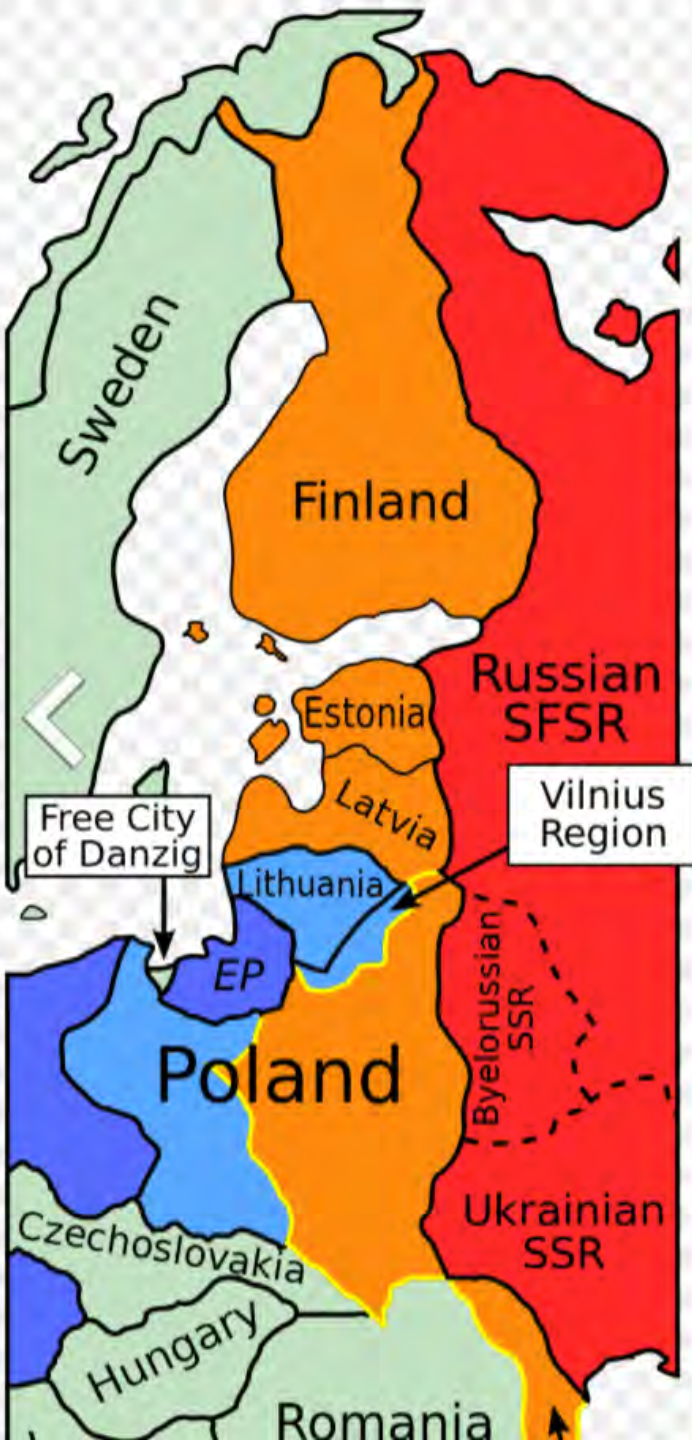 Sweden
Finland
Russian
SFSR
Estonia
Latvia
Vilnius
Region
Free City
of Danzig
Lithuania
EP
Byelorussian
SSR
Poland
Ukrainian
SSR
Czechoslovakia
Hungary
Romania